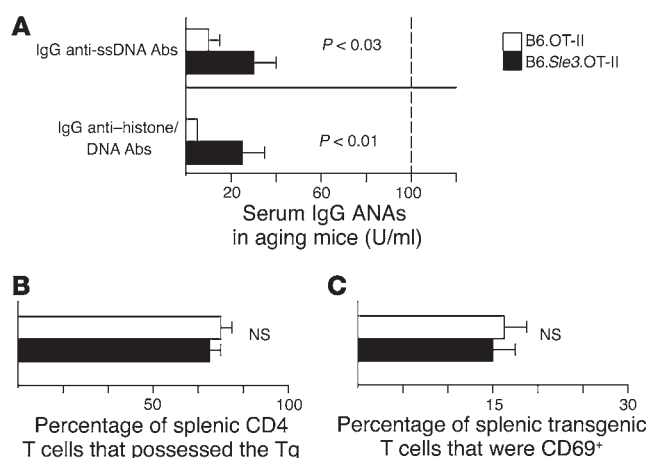 A
IgG anti-ssDNA Abs
P < 0.03
B6.OT-II
B6.Sle3.OT-II
IgG anti–histone/
DNA Abs
P < 0.01
20 60 100
Serum IgG ANAs
in aging mice (U/ml)
B
NS
50 100
Percentage of splenic CD4
T cells that possessed the Tg
C
NS
15 30
Percentage of splenic transgenic
T cells that were CD69+